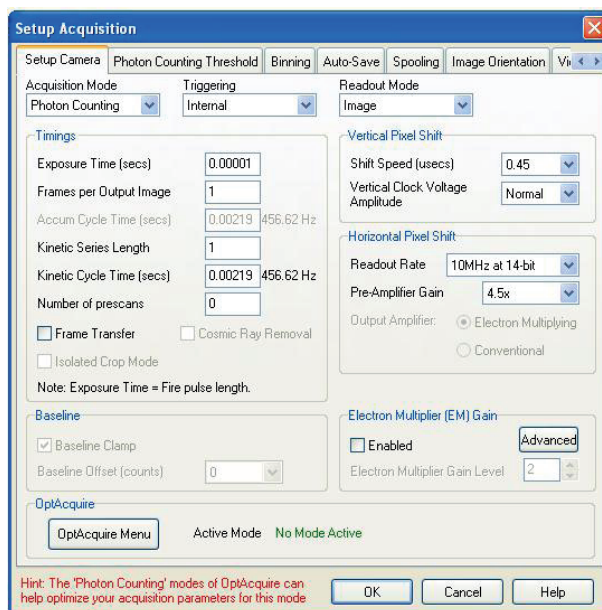 Setup Acquisition
Setup Camera Photon Counting Threshold Binning Auto-Save Spooling Image Orientation
Acquisition Mode Triggering Readout Mode
Photon Counting Internal Image
Timings
Exposure Time (secs) 0.00001
Frames per Output Image 1
Accum Cycle Time (secs) 0.00219 456.62 Hz
Kinetic Series Length 1
Kinetic Cycle Time (secs) 0.00219 456.62 Hz
Number of prescans 0
Frame Transfer Cosmic Ray Removal
Isolated Crop Mode
Note: Exposure Time = Fire pulse length.
Vertical Pixel Shift
Shift Speed (usecs) 0.45
Vertical Clock Voltage
Amplitude Normal
Horizontal Pixel Shift
Readout Rate 10MHz at 14-bit
Pre-Amplifier Gain 4.5x
Output Amplifier: Electron Multiplying
Conventional
Baseline
Baseline Clamp
Baseline Offset (counts) 0
Electron Multiplier (EM) Gain
Enabled Advanced
Electron Multiplier Gain Level 2
OptAcquire
OptAcquire Menu Active Mode No Mode Active
Hint: The 'Photon Counting' modes of OptAcquire can
help optimize your acquisition parameters for this mode
OK Cancel Help